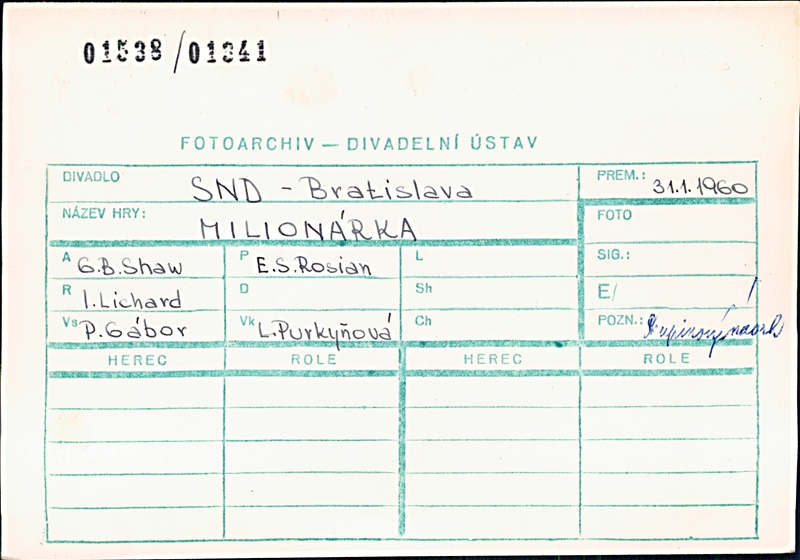 01538/01341
FOTOARCHIV — DIVADELNÍ ÚSTAV
DIVADLO SND - Bratislava PREM.: 31.1.1960
NÁZEV HRY: MILIONÁRKA FOTO
A G.B.Shaw P E.S.Rosian L SIG.:
R I.Lichard D Sh E/
Vs P.Gábor Vk L.Purkyňová Ch POZN.:
HEREC ROLE HEREC ROLE